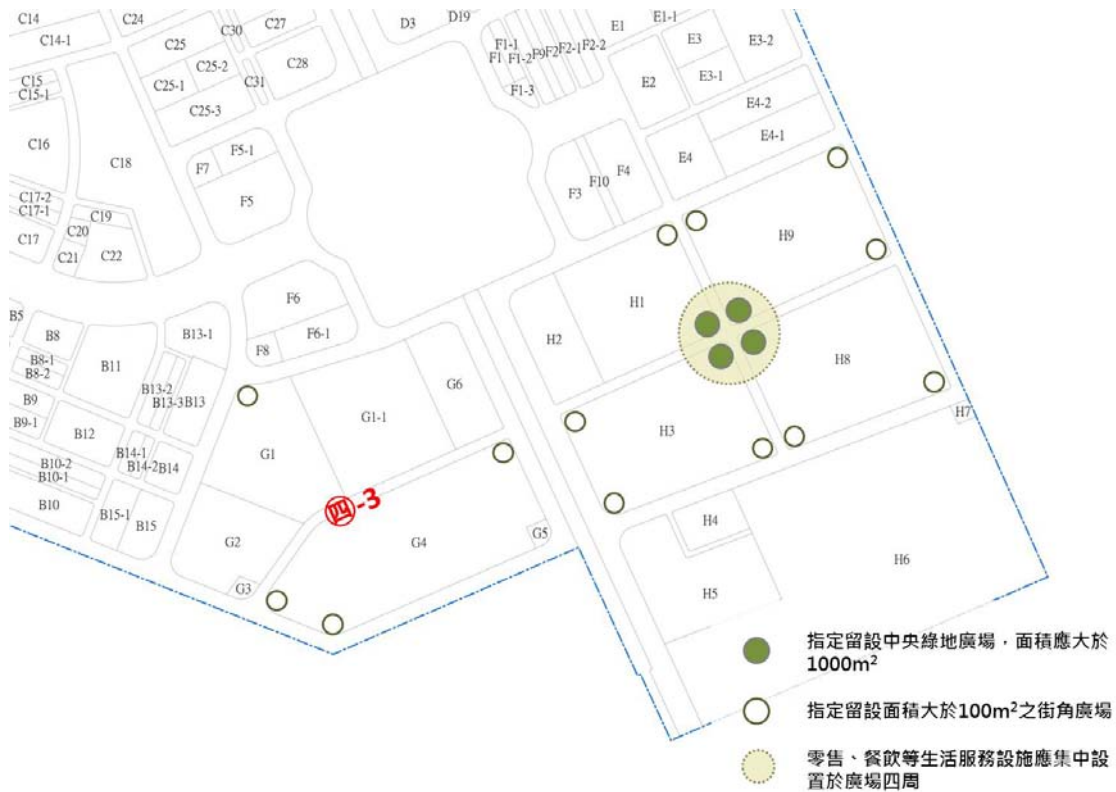 C14
C24
C30
C27
D3
D19
E1
E1-1
C14-1
C25
F1-1
F1
F1-2
F9
F2
F2-1
F2-2
E3
E3-2
C15
C25-2
C31
C28
E2
E3-1
C15-1
C25-1
F1-3
C25-3
E4-2
C16
E4-1
C18
F5-1
F7
F4
E4
F3
F10
C17-2
F5
C17-1
C19
C17
C20
C22
C21
H9
F6
H1
B5
B8
B13-1
F6-1
H2
F8
B8-1
B11
H8
B8-2
G6
B13-2
B9
B13-3
B13
G1-1
H7
B9-1
B12
H3
B14-1
G1
B10-2
B14-2
B14
B10-1
B10
四-3
B15-1
B15
H4
G2
G4
G5
H6
G3
H5
指定留設中央綠地廣場，面積應大於
1000m²
指定留設面積大於100m²之街角廣場
零售、餐飲等生活服務設施應集中設
置於廣場四周